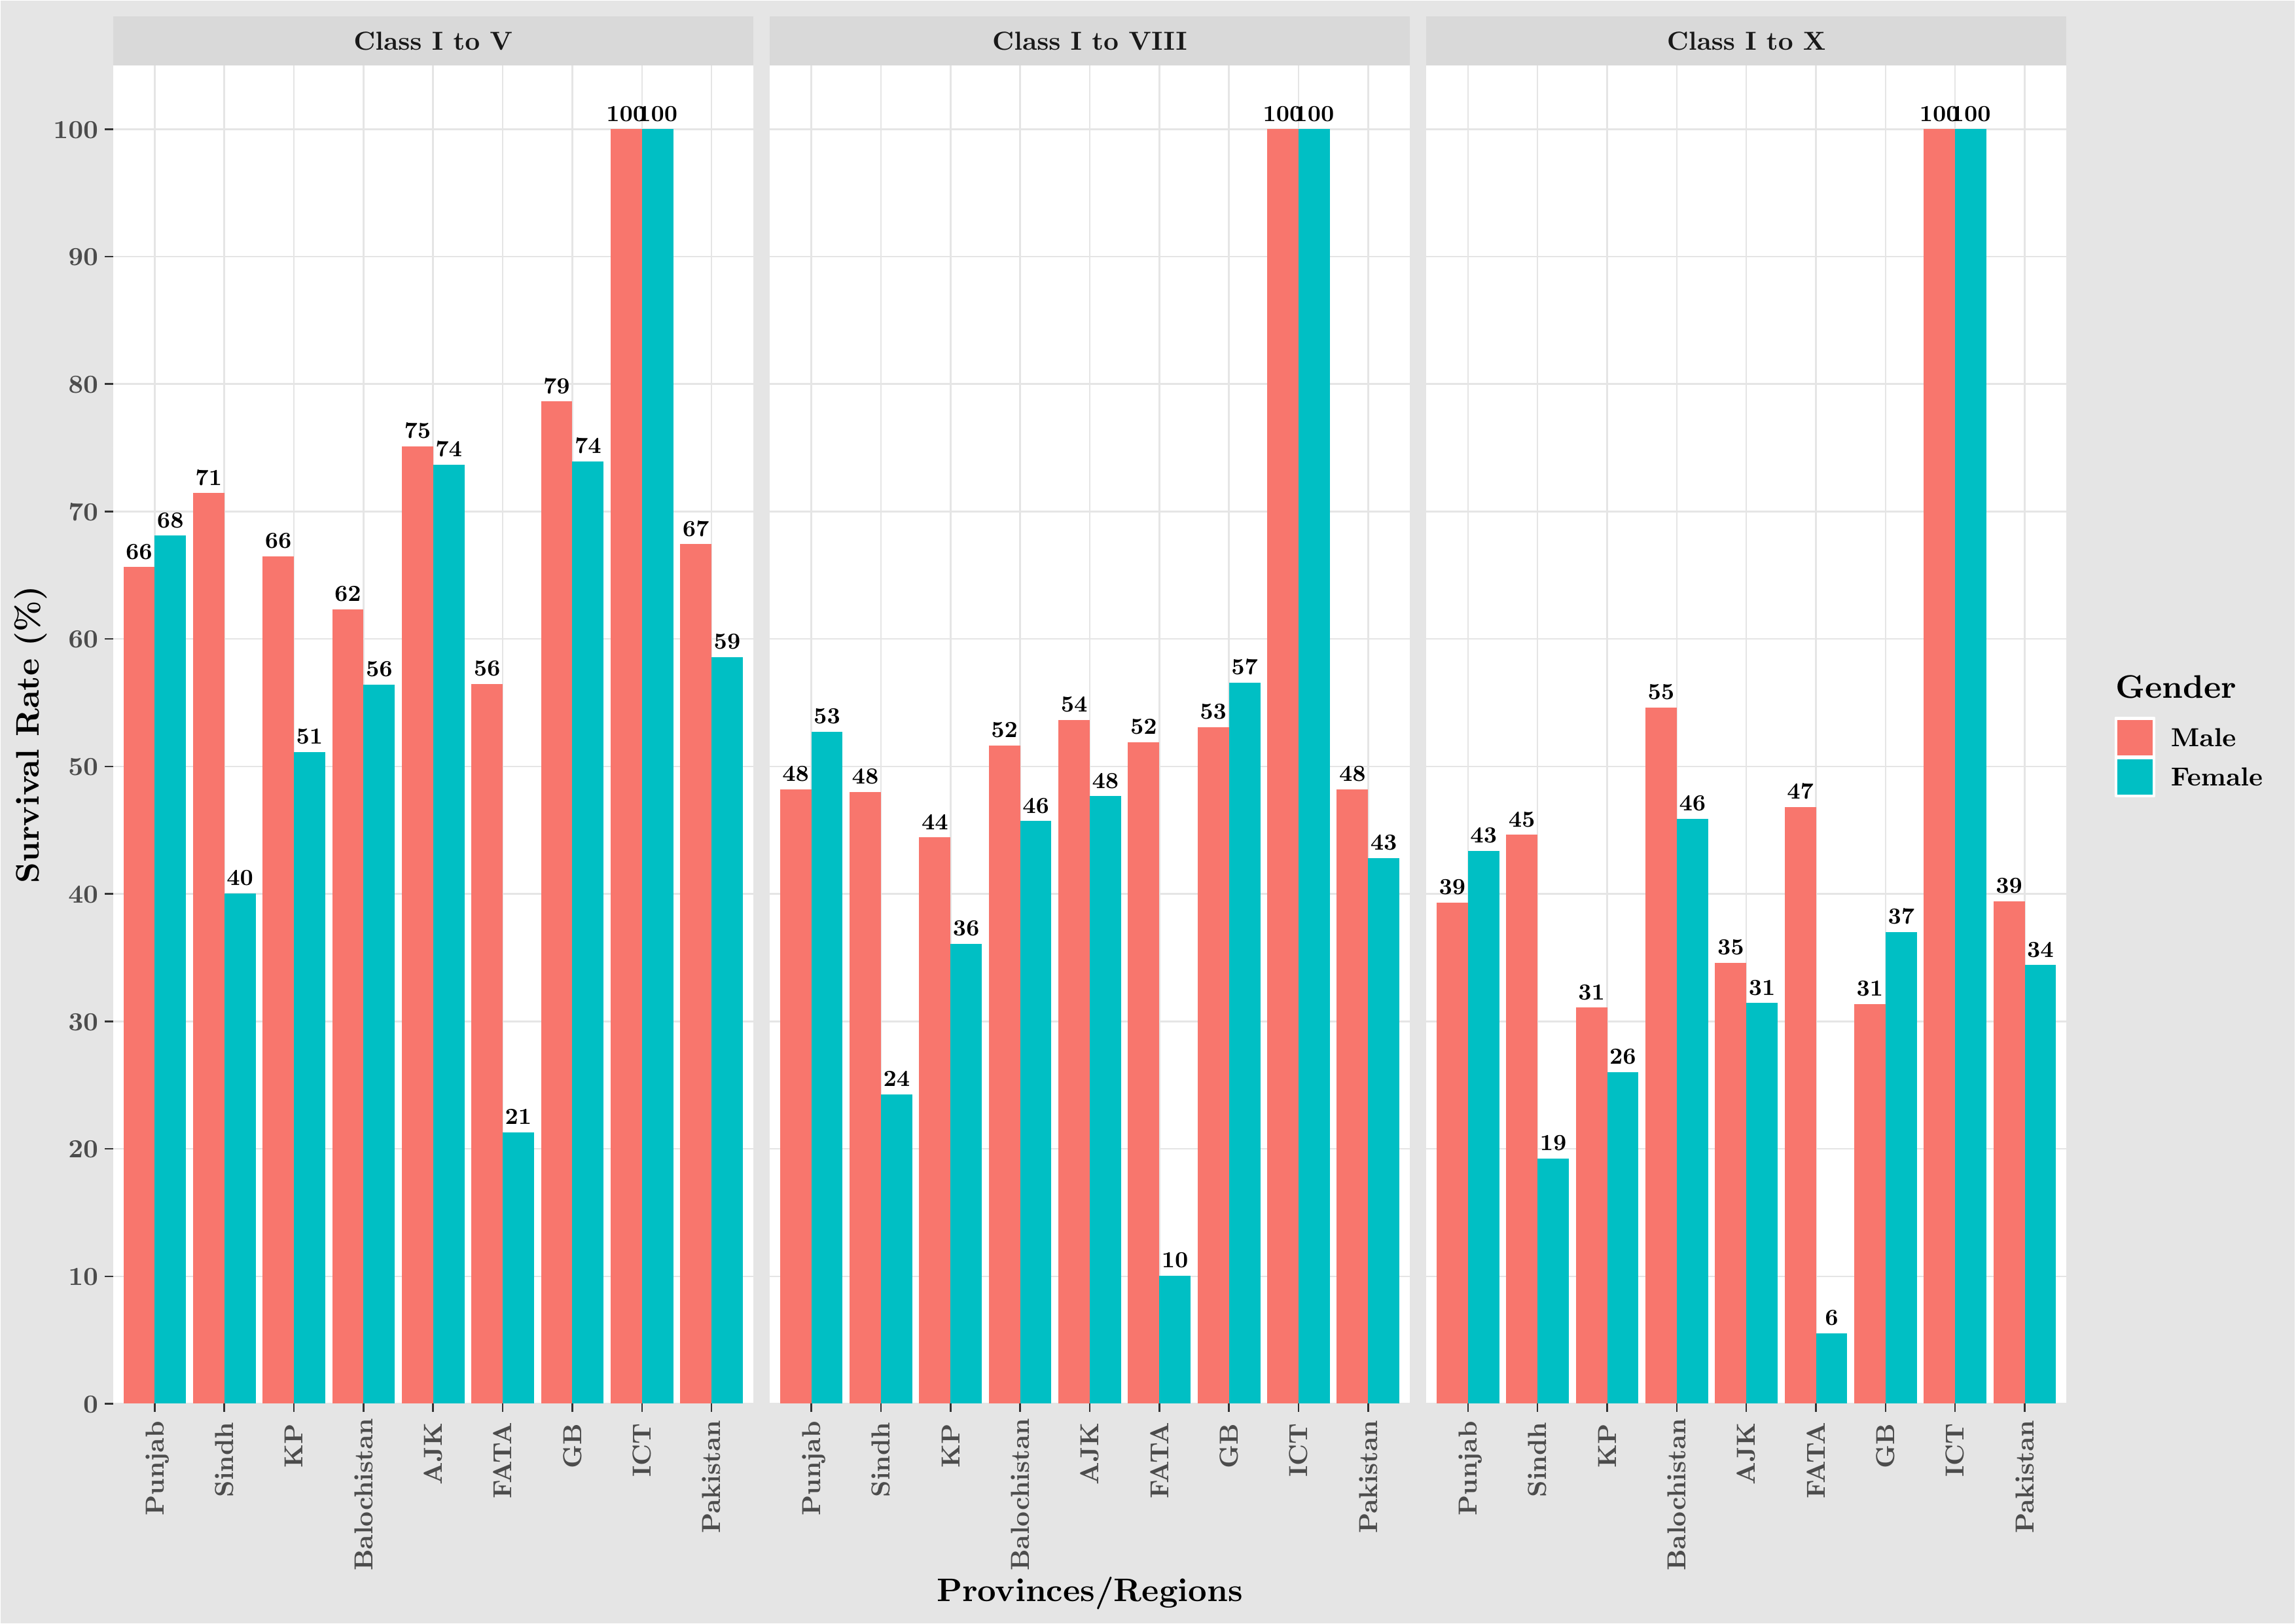 Class I to V
Class I to VIII
Class I to X
Survival Rate (%)
100
90
80
70
60
50
40
30
20
10
0
66 68 71 40 66 51 62 56 75 74 56 21 79 74 100 100 67 59
48 53 48 24 44 36 52 46 54 48 52 10 53 57 100 100 48 43
39 43 45 19 31 26 55 46 35 31 47 6 31 37 100 100 39 34
Punjab Sindh KP Balochistan AJK FATA GB ICT Pakistan
Punjab Sindh KP Balochistan AJK FATA GB ICT Pakistan
Punjab Sindh KP Balochistan AJK FATA GB ICT Pakistan
Provinces/Regions
Gender
Male
Female